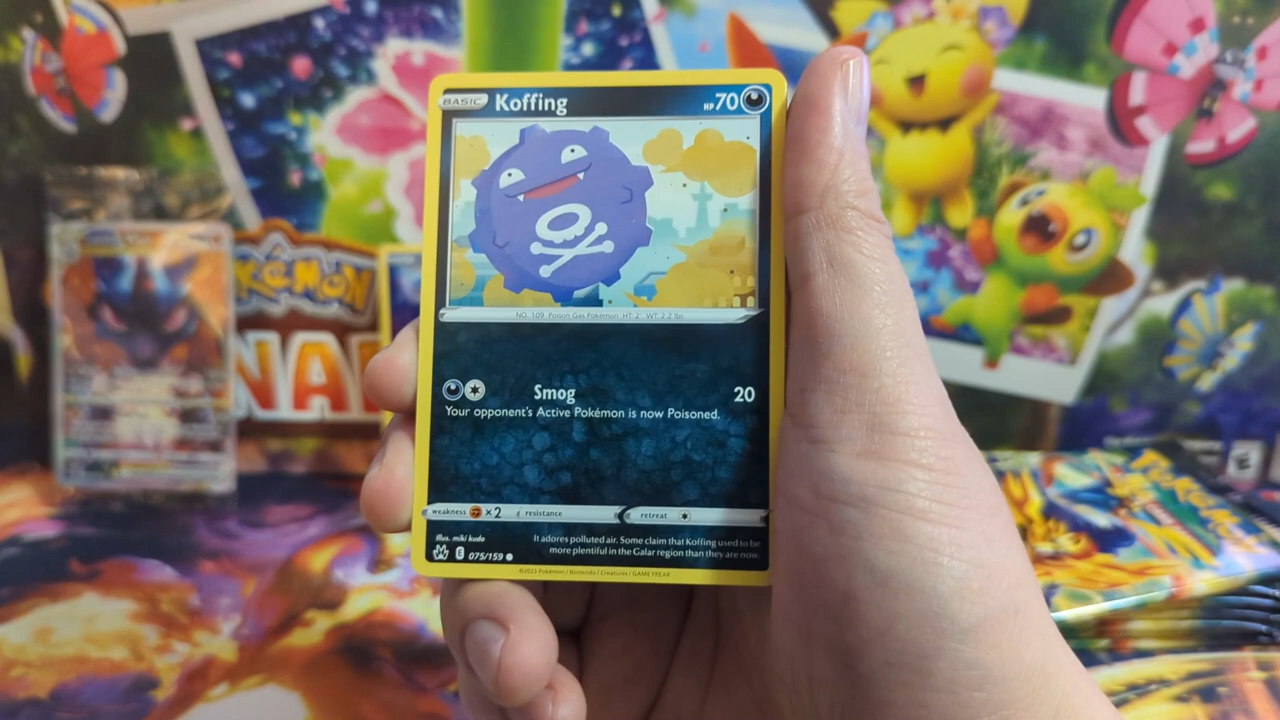 BASIC Koffing HP 70
NO. 109 Poison Gas Pokémon HT: 2' WT: 2.2 lbs.
Smog 20
Your opponent's Active Pokémon is now Poisoned.
weakness ×2 resistance retreat
Illus. miki kudo
It adores polluted air. Some claim that Koffing used to be
more plentiful in the Galar region than they are now.
E 075/159
©2023 Pokémon / Nintendo / Creatures / GAME FREAK
POKÉMON
Pokémon
E